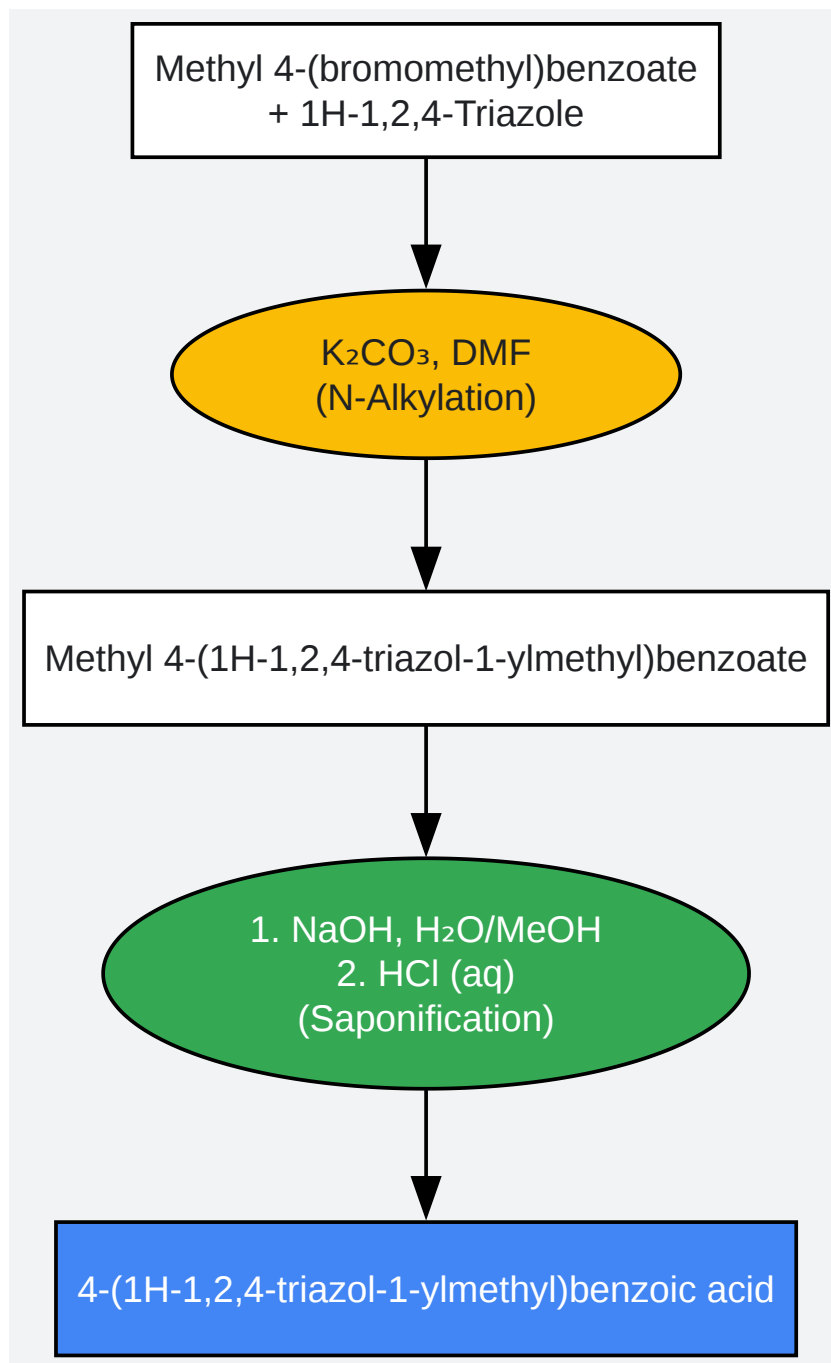 Methyl 4-(bromomethyl)benzoate
+ 1H-1,2,4-Triazole
K₂CO₃, DMF
(N-Alkylation)
Methyl 4-(1H-1,2,4-triazol-1-ylmethyl)benzoate
1. NaOH, H₂O/MeOH
2. HCl (aq)
(Saponification)
4-(1H-1,2,4-triazol-1-ylmethyl)benzoic acid